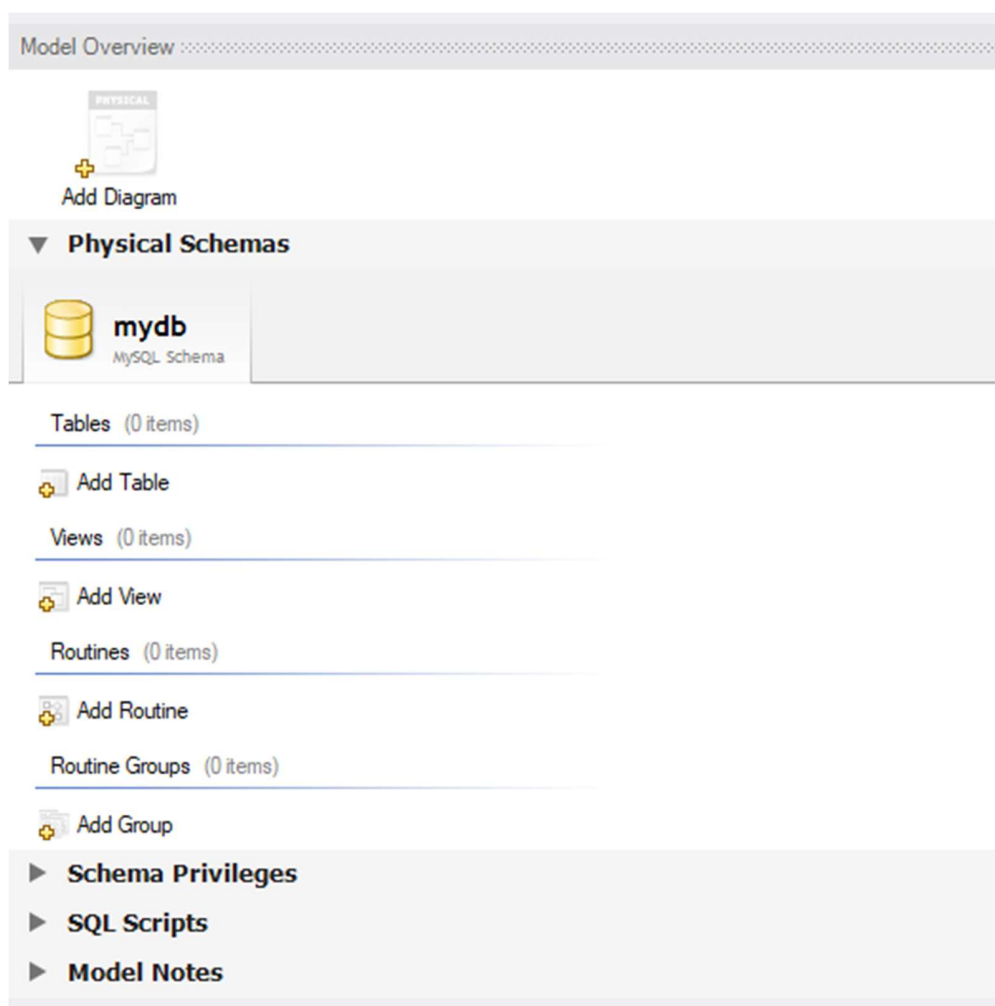 Model Overview
PHYSICAL
Add Diagram
Physical Schemas
mydb
MySQL Schema
Tables (0 items)
Add Table
Views (0 items)
Add View
Routines (0 items)
Add Routine
Routine Groups (0 items)
Add Group
Schema Privileges
SQL Scripts
Model Notes